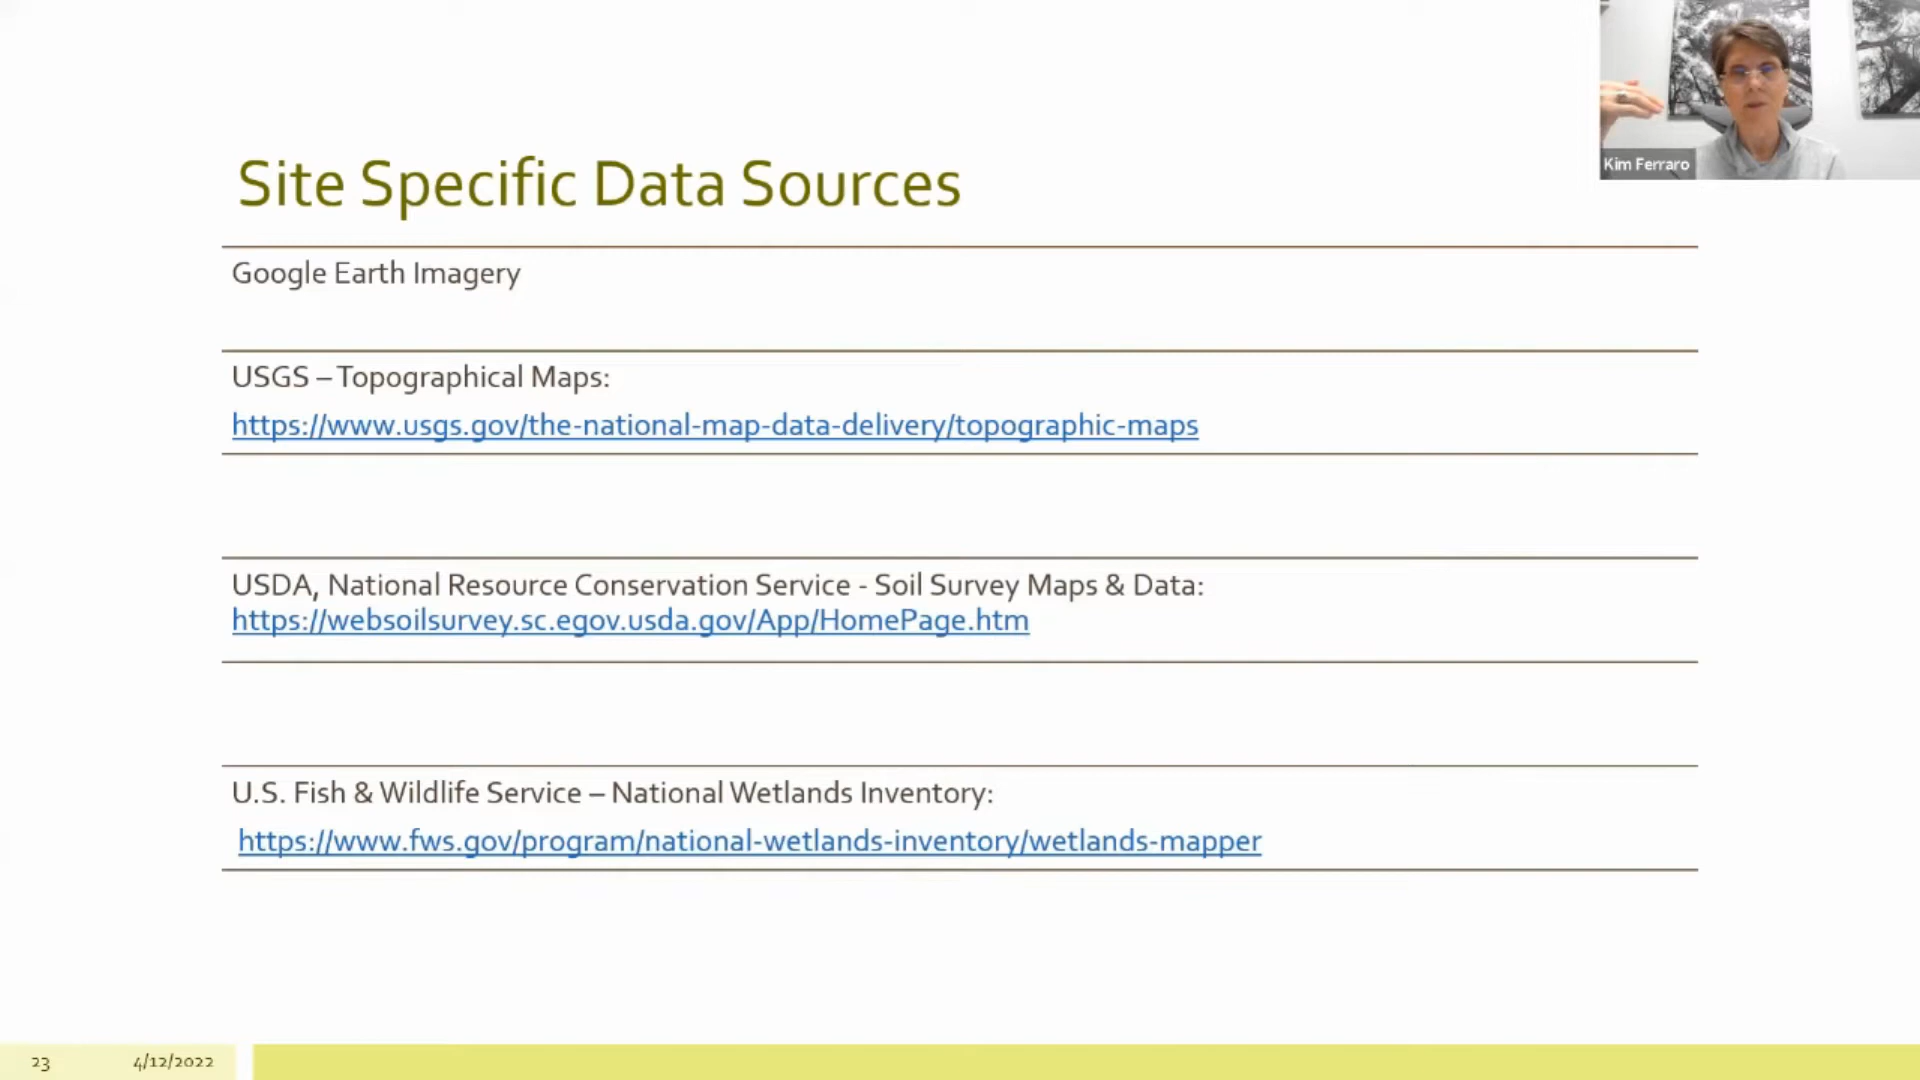 Kim Ferraro
Site Specific Data Sources
Google Earth Imagery
USGS – Topographical Maps:
https://www.usgs.gov/the-national-map-data-delivery/topographic-maps
USDA, National Resource Conservation Service - Soil Survey Maps & Data:
https://websoilsurvey.sc.egov.usda.gov/App/HomePage.htm
U.S. Fish & Wildlife Service – National Wetlands Inventory:
https://www.fws.gov/program/national-wetlands-inventory/wetlands-mapper
23 4/12/2022